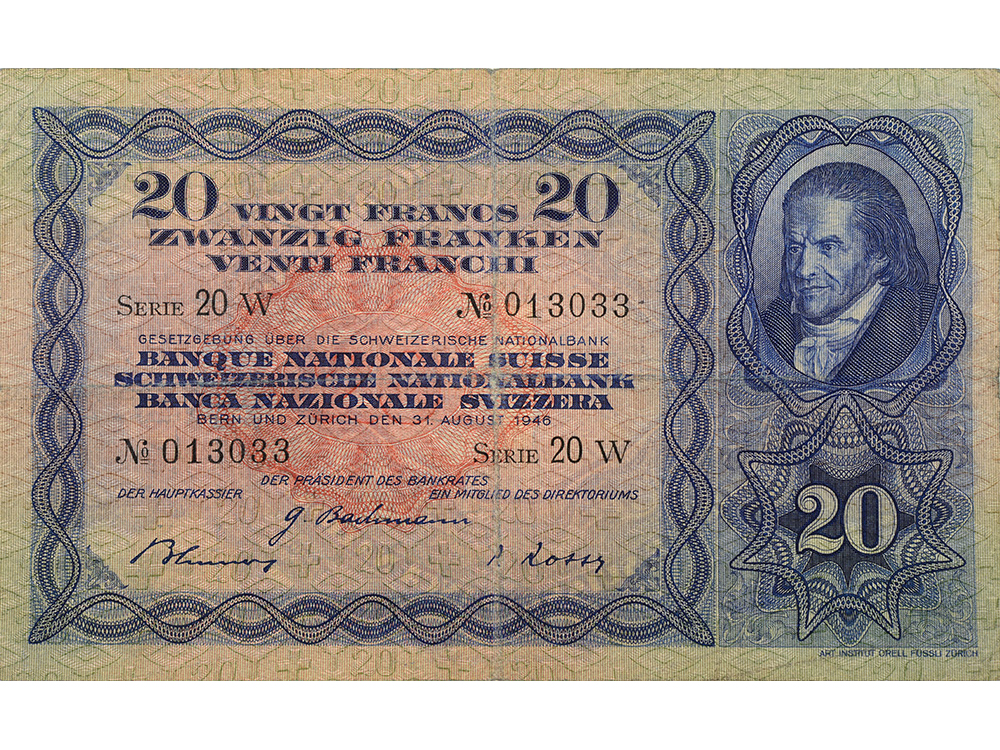 20 VINGT FRANCS 20
ZWANZIG FRANKEN
VENTI FRANCHI
SERIE 20 W № 013033
GESETZGEBUNG ÜBER DIE SCHWEIZERISCHE NATIONALBANK
BANQUE NATIONALE SUISSE
SCHWEIZERISCHE NATIONALBANK
BANCA NAZIONALE SVIZZERA
BERN UND ZÜRICH DEN 31. AUGUST 1946
№ 013033 SERIE 20 W
DER PRÄSIDENT DES BANKRATES
DER HAUPTKASSIER EIN MITGLIED DES DIREKTORIUMS
G. Bachmann
Rossy
20
ART. INSTITUT ORELL FÜSSLI ZÜRICH